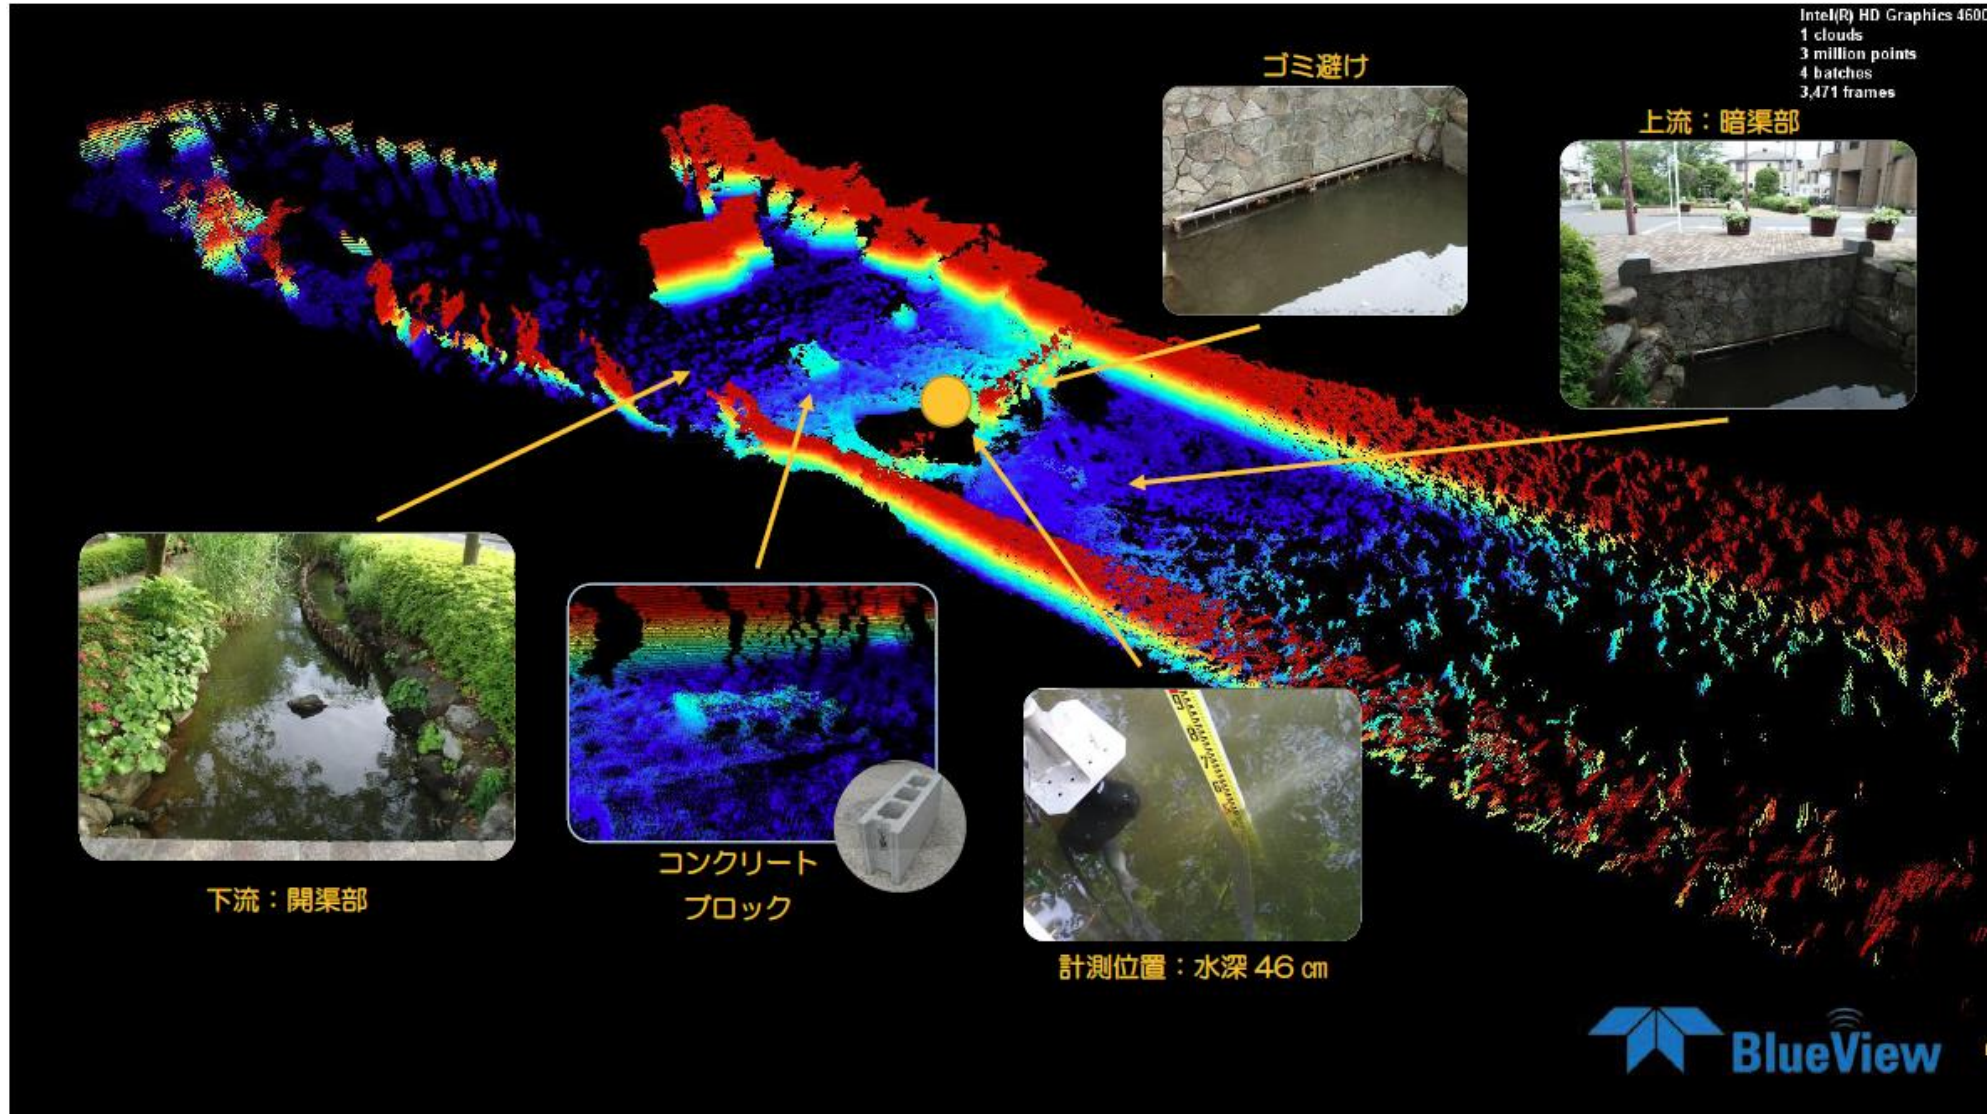 Intel(R) HD Graphics 4600
1 clouds
3 million points
4 batches
3,471 frames
ゴミ避け
上流：暗渠部
下流：開渠部
コンクリート
ブロック
計測位置：水深 46 ㎝
BlueView